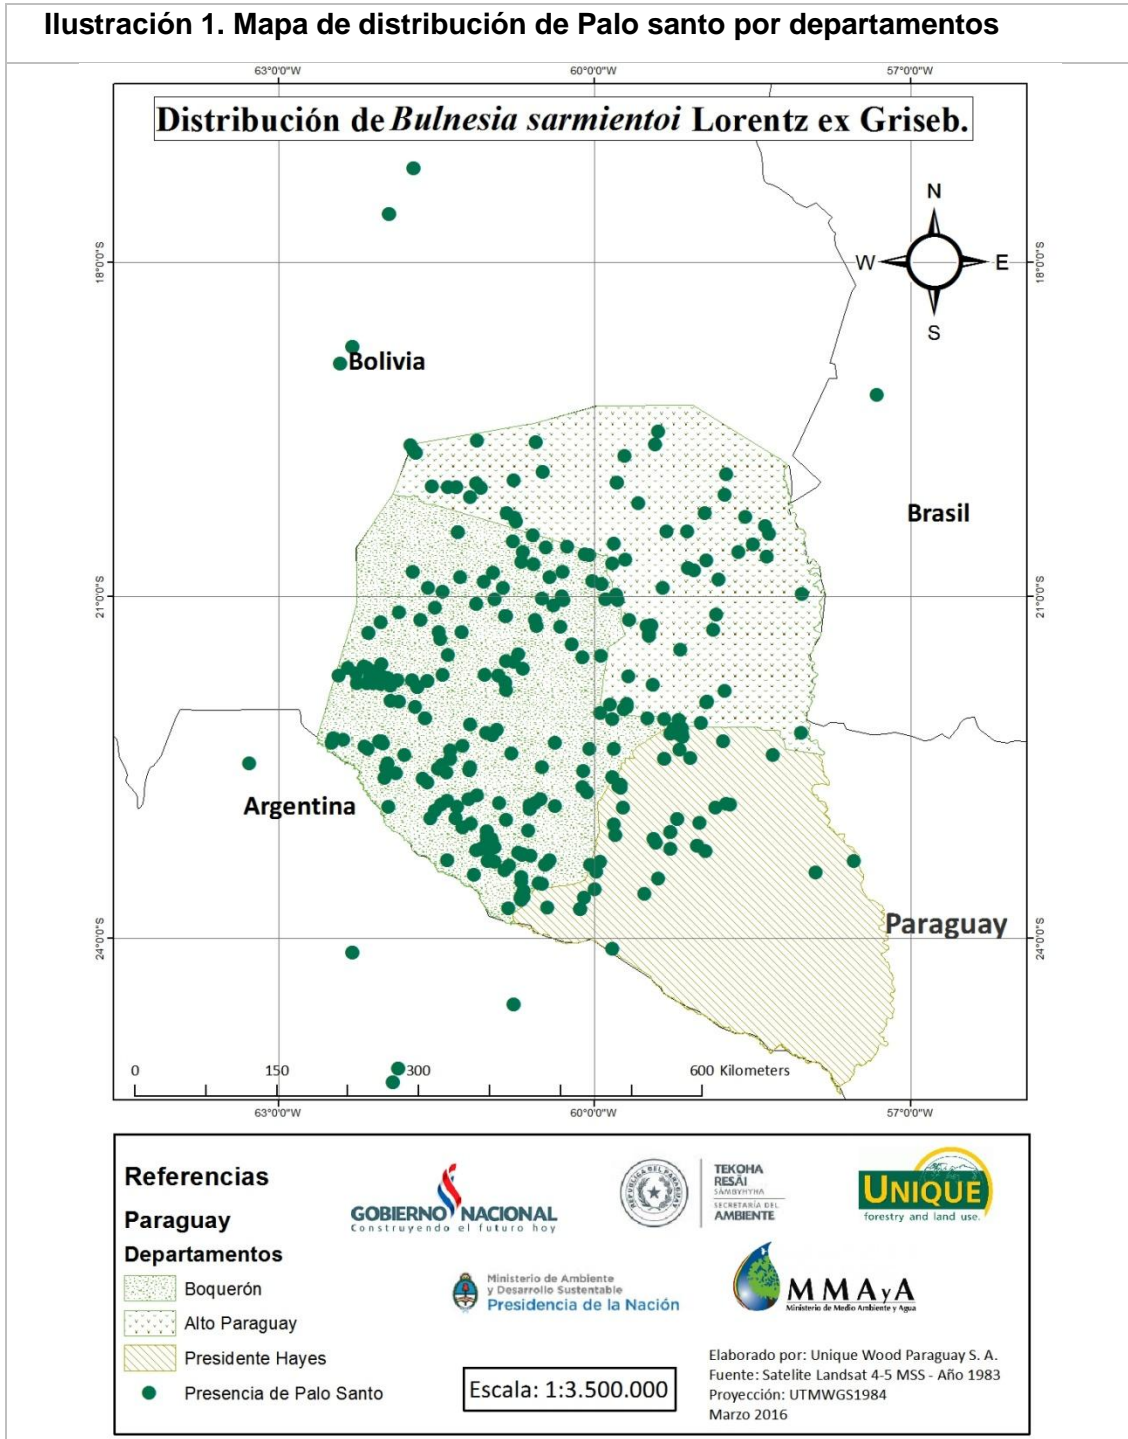 Ilustración 1. Mapa de distribución de Palo santo por departamentos
63°0'0"W 60°0'0"W 57°0'0"W
Distribución de Bulnesia sarmientoi Lorentz ex Griseb.
N
W E
S
18°0'0"S 18°0'0"S
Bolivia
Brasil
21°0'0"S 21°0'0"S
Argentina
Paraguay
24°0'0"S 24°0'0"S
0 150 300 600 Kilometers
63°0'0"W 60°0'0"W 57°0'0"W
Referencias
Paraguay
Departamentos
Boquerón
Alto Paraguay
Presidente Hayes
Presencia de Palo Santo
GOBIERNO NACIONAL
Construyendo el futuro hoy
REPUBLICA DEL PARAGUAY
TEKOHA
RESÃI
SÃMBYHYHA
SECRETARÍA DEL
AMBIENTE
UNIQUE
forestry and land use.
Ministerio de Ambiente
y Desarrollo Sustentable
Presidencia de la Nación
MMAyA
Ministerio de Medio Ambiente y Agua
Escala: 1:3.500.000
Elaborado por: Unique Wood Paraguay S. A.
Fuente: Satelite Landsat 4-5 MSS - Año 1983
Proyección: UTMWGS1984
Marzo 2016